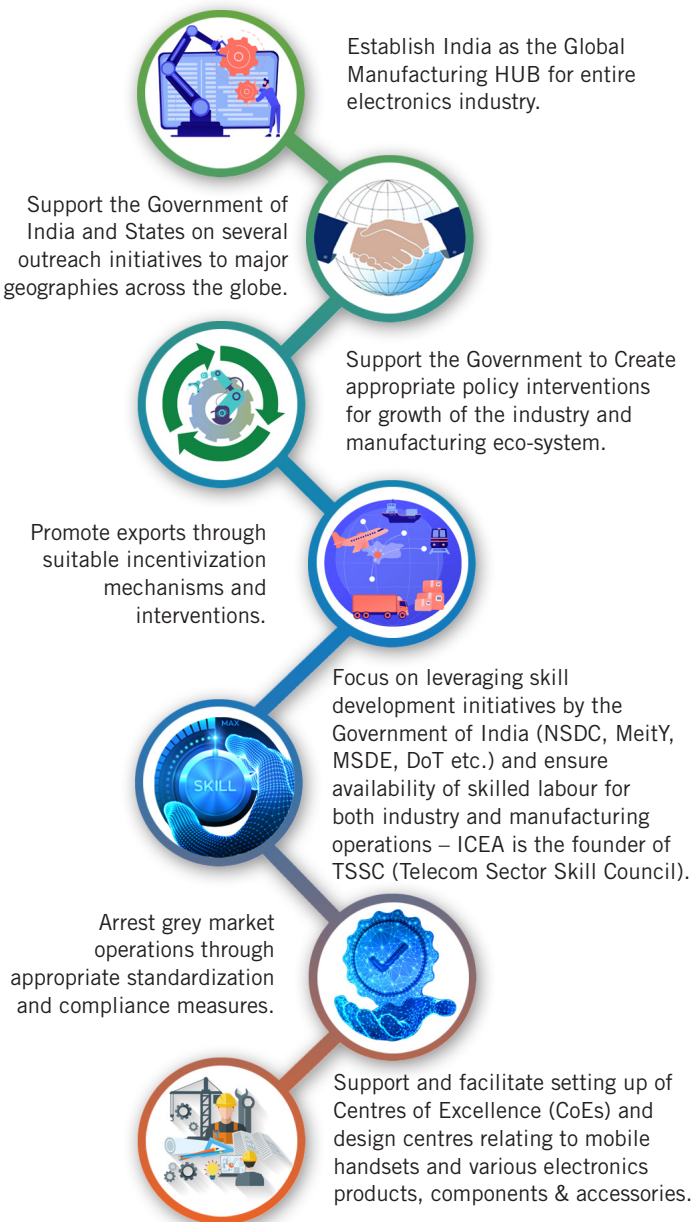 Establish India as the Global
Manufacturing HUB for entire
electronics industry.
Support the Government of
India and States on several
outreach initiatives to major
geographies across the globe.
Support the Government to Create
appropriate policy interventions
for growth of the industry and
manufacturing eco-system.
Promote exports through
suitable incentivization
mechanisms and
interventions.
Focus on leveraging skill
development initiatives by the
Government of India (NSDC, MeitY,
MSDE, DoT etc.) and ensure
availability of skilled labour for
both industry and manufacturing
operations – ICEA is the founder of
TSSC (Telecom Sector Skill Council).
MAX
SKILL
Arrest grey market
operations through
appropriate standardization
and compliance measures.
Support and facilitate setting up of
Centres of Excellence (CoEs) and
design centres relating to mobile
handsets and various electronics
products, components & accessories.